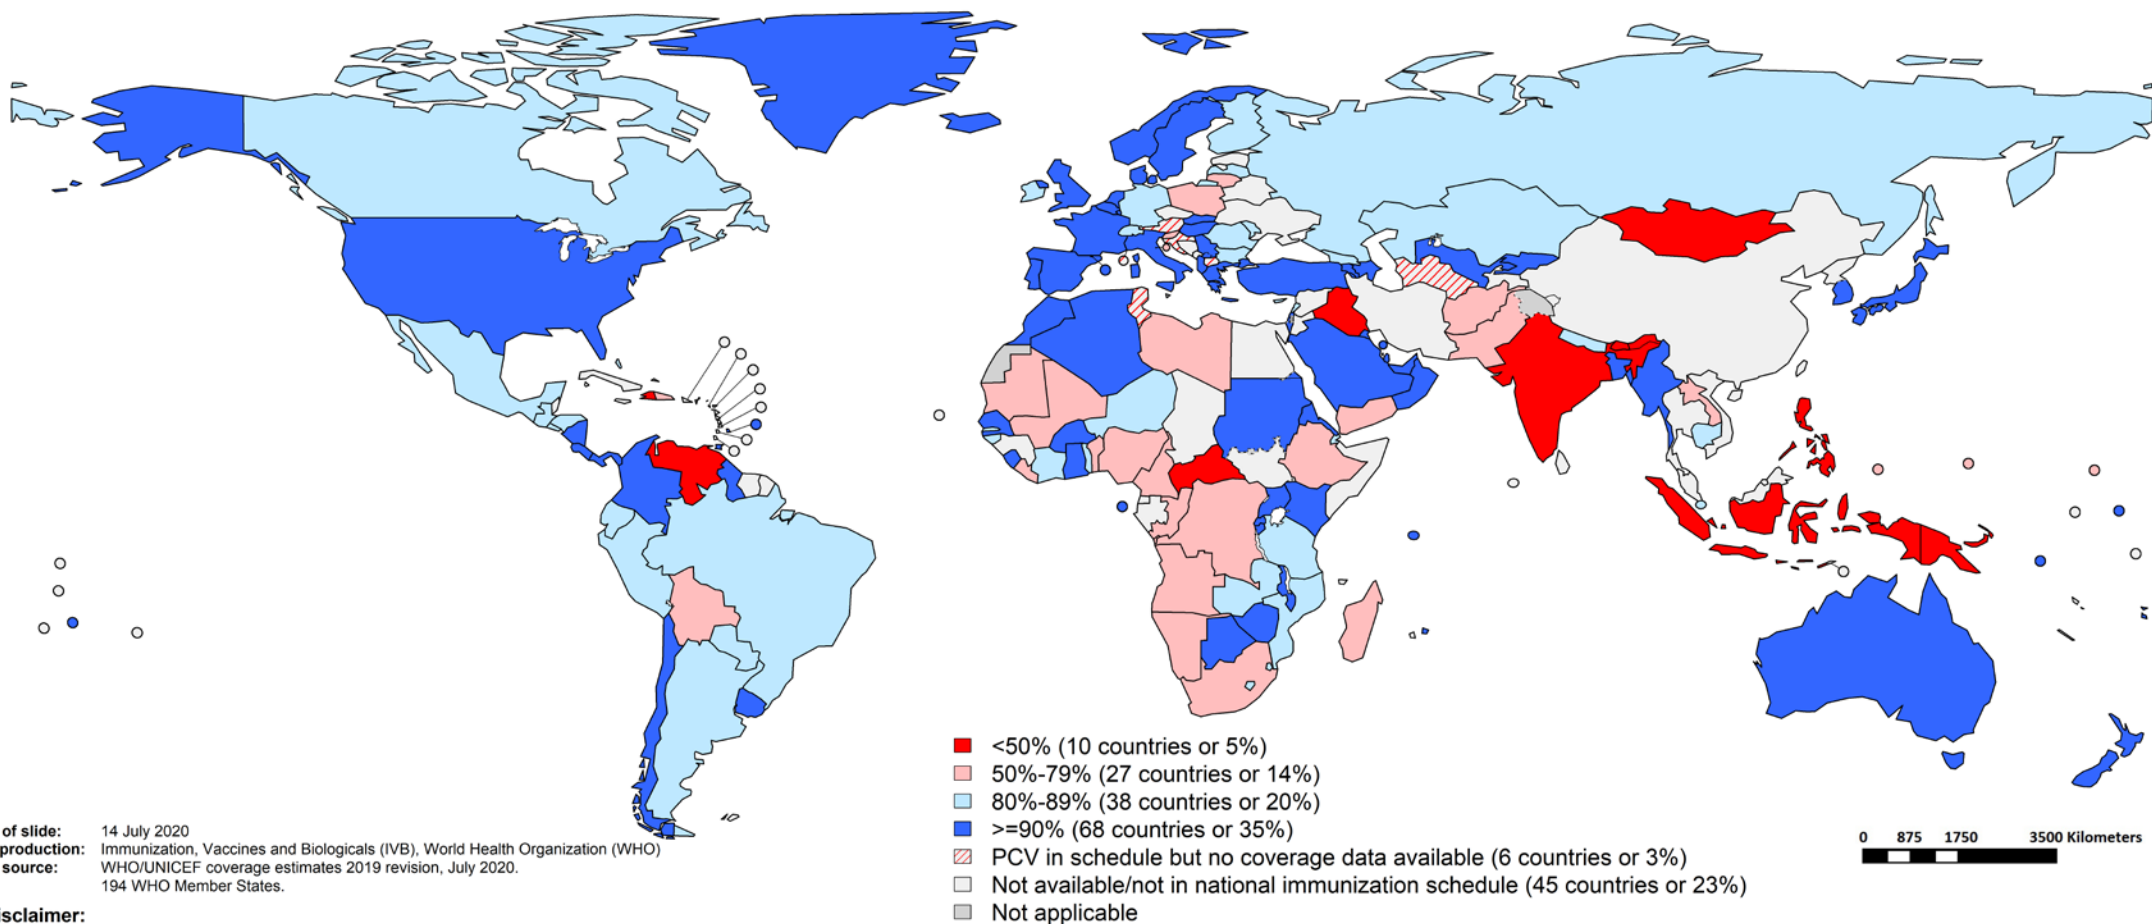 <50% (10 countries or 5%)
50%-79% (27 countries or 14%)
80%-89% (38 countries or 20%)
>=90% (68 countries or 35%)
PCV in schedule but no coverage data available (6 countries or 3%)
Not available/not in national immunization schedule (45 countries or 23%)
Not applicable
0 875 1750 3500 Kilometers
of slide: 14 July 2020
production: Immunization, Vaccines and Biologicals (IVB), World Health Organization (WHO)
source: WHO/UNICEF coverage estimates 2019 revision, July 2020.
194 WHO Member States.
isclaimer: